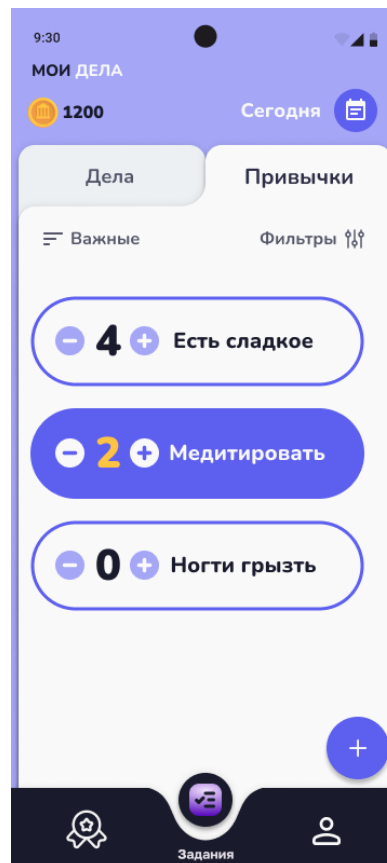 9:30
МОИ ДЕЛА
1200
Сегодня
Дела
Привычки
Важные
Фильтры
4 Есть сладкое
2 Медитировать
0 Ногти грызть
Задания